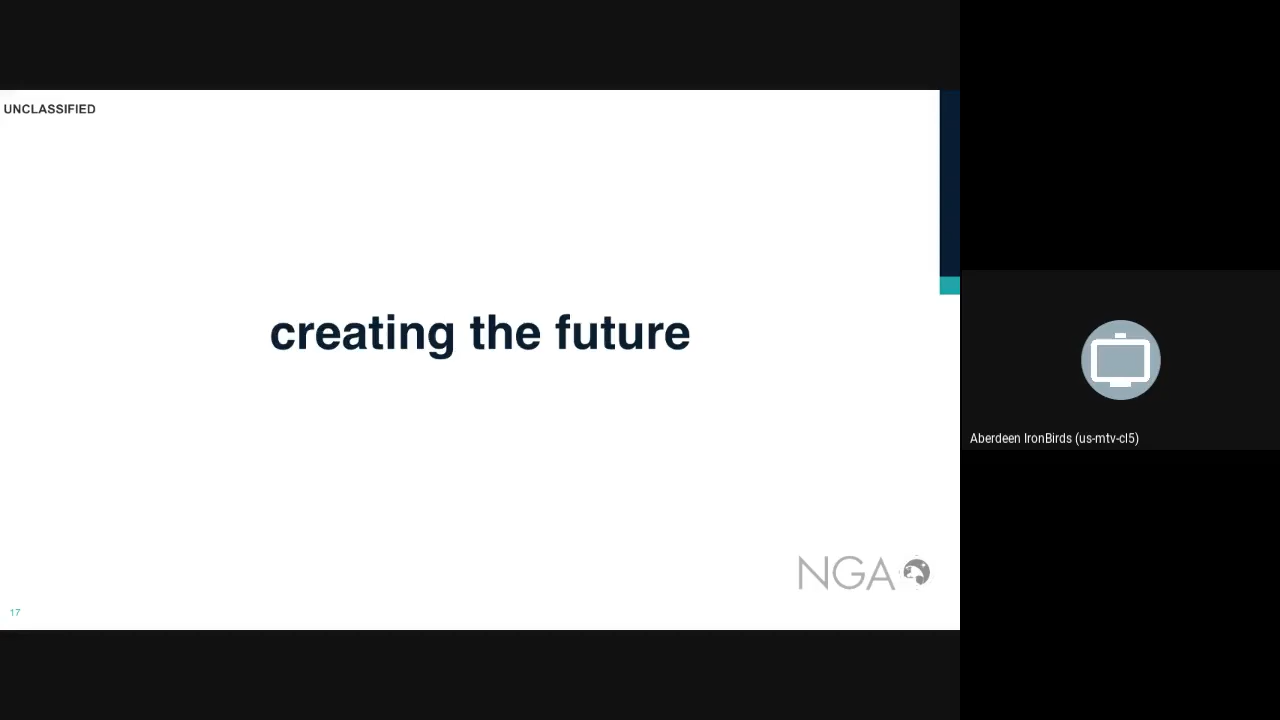 UNCLASSIFIED
creating the future
NGA
17
Aberdeen IronBirds (us-mtv-cl5)